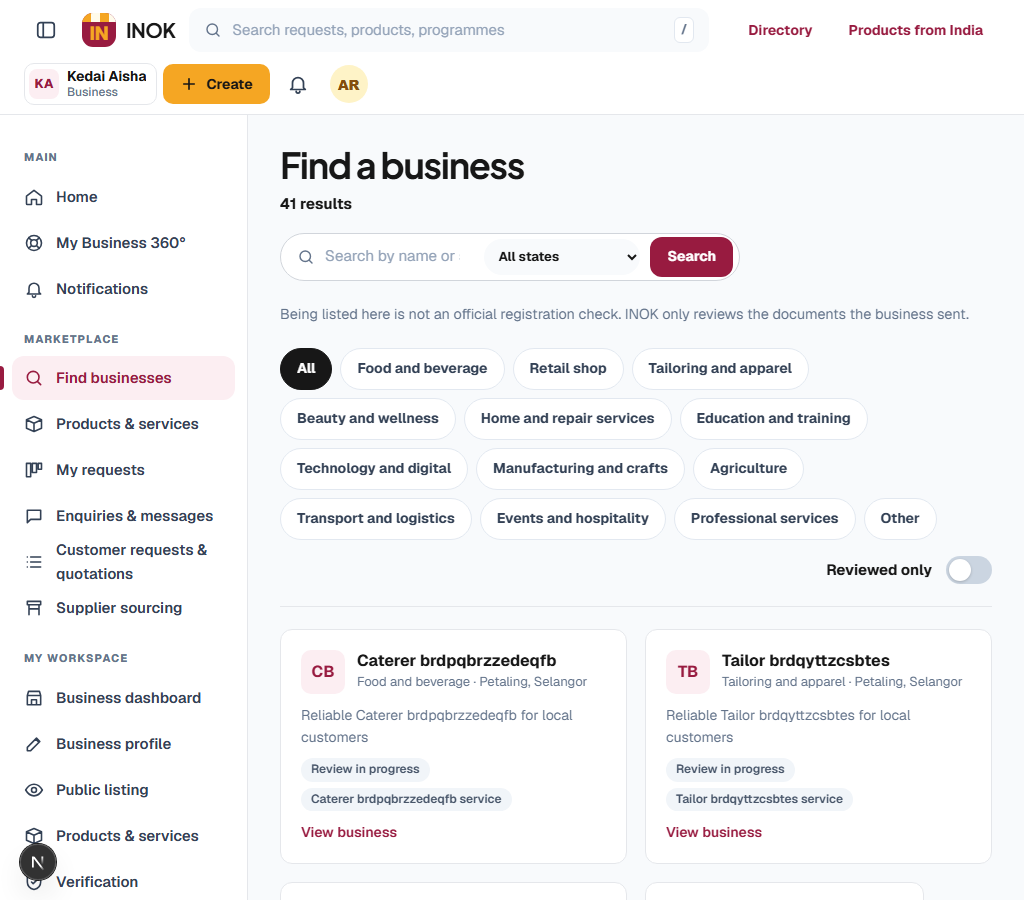 IN INOK
Search requests, products, programmes /
Directory
Products from India
KA Kedai Aisha
Business
+ Create
AR
MAIN
Home
My Business 360°
Notifications
MARKETPLACE
Find businesses
Products & services
My requests
Enquiries & messages
Customer requests &
quotations
Supplier sourcing
MY WORKSPACE
Business dashboard
Business profile
Public listing
Products & services
N
Verification
Find a business
41 results
Search by name or
All states
Search
Being listed here is not an official registration check. INOK only reviews the documents the business sent.
All
Food and beverage
Retail shop
Tailoring and apparel
Beauty and wellness
Home and repair services
Education and training
Technology and digital
Manufacturing and crafts
Agriculture
Transport and logistics
Events and hospitality
Professional services
Other
Reviewed only
CB Caterer brdpqbrzzedeqfb
Food and beverage · Petaling, Selangor
Reliable Caterer brdpqbrzzedeqfb for local
customers
Review in progress
Caterer brdpqbrzzedeqfb service
View business
TB Tailor brdqyttzcsbtes
Tailoring and apparel · Petaling, Selangor
Reliable Tailor brdqyttzcsbtes for local
customers
Review in progress
Tailor brdqyttzcsbtes service
View business